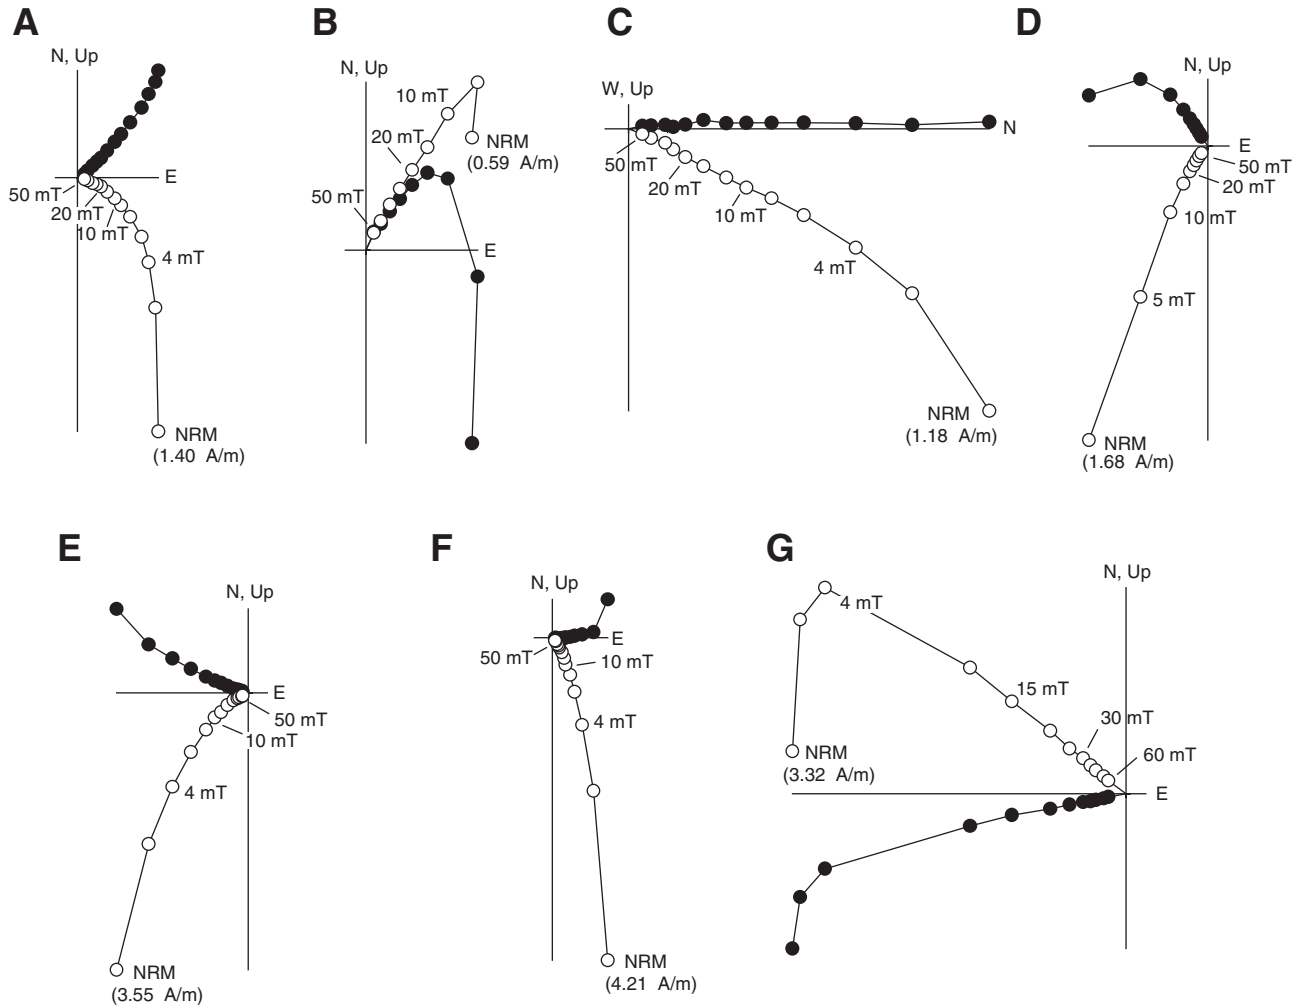 A
N, Up
E
50 mT
20 mT
10 mT
4 mT
NRM
(1.40 A/m)
B
N, Up
10 mT
20 mT
50 mT
NRM
(0.59 A/m)
E
C
W, Up
N
50 mT
20 mT
10 mT
4 mT
NRM
(1.18 A/m)
D
N, Up
E
50 mT
20 mT
10 mT
5 mT
NRM
(1.68 A/m)
E
N, Up
E
50 mT
10 mT
4 mT
NRM
(3.55 A/m)
F
N, Up
E
50 mT
10 mT
4 mT
NRM
(4.21 A/m)
G
N, Up
4 mT
15 mT
30 mT
60 mT
NRM
(3.32 A/m)
E